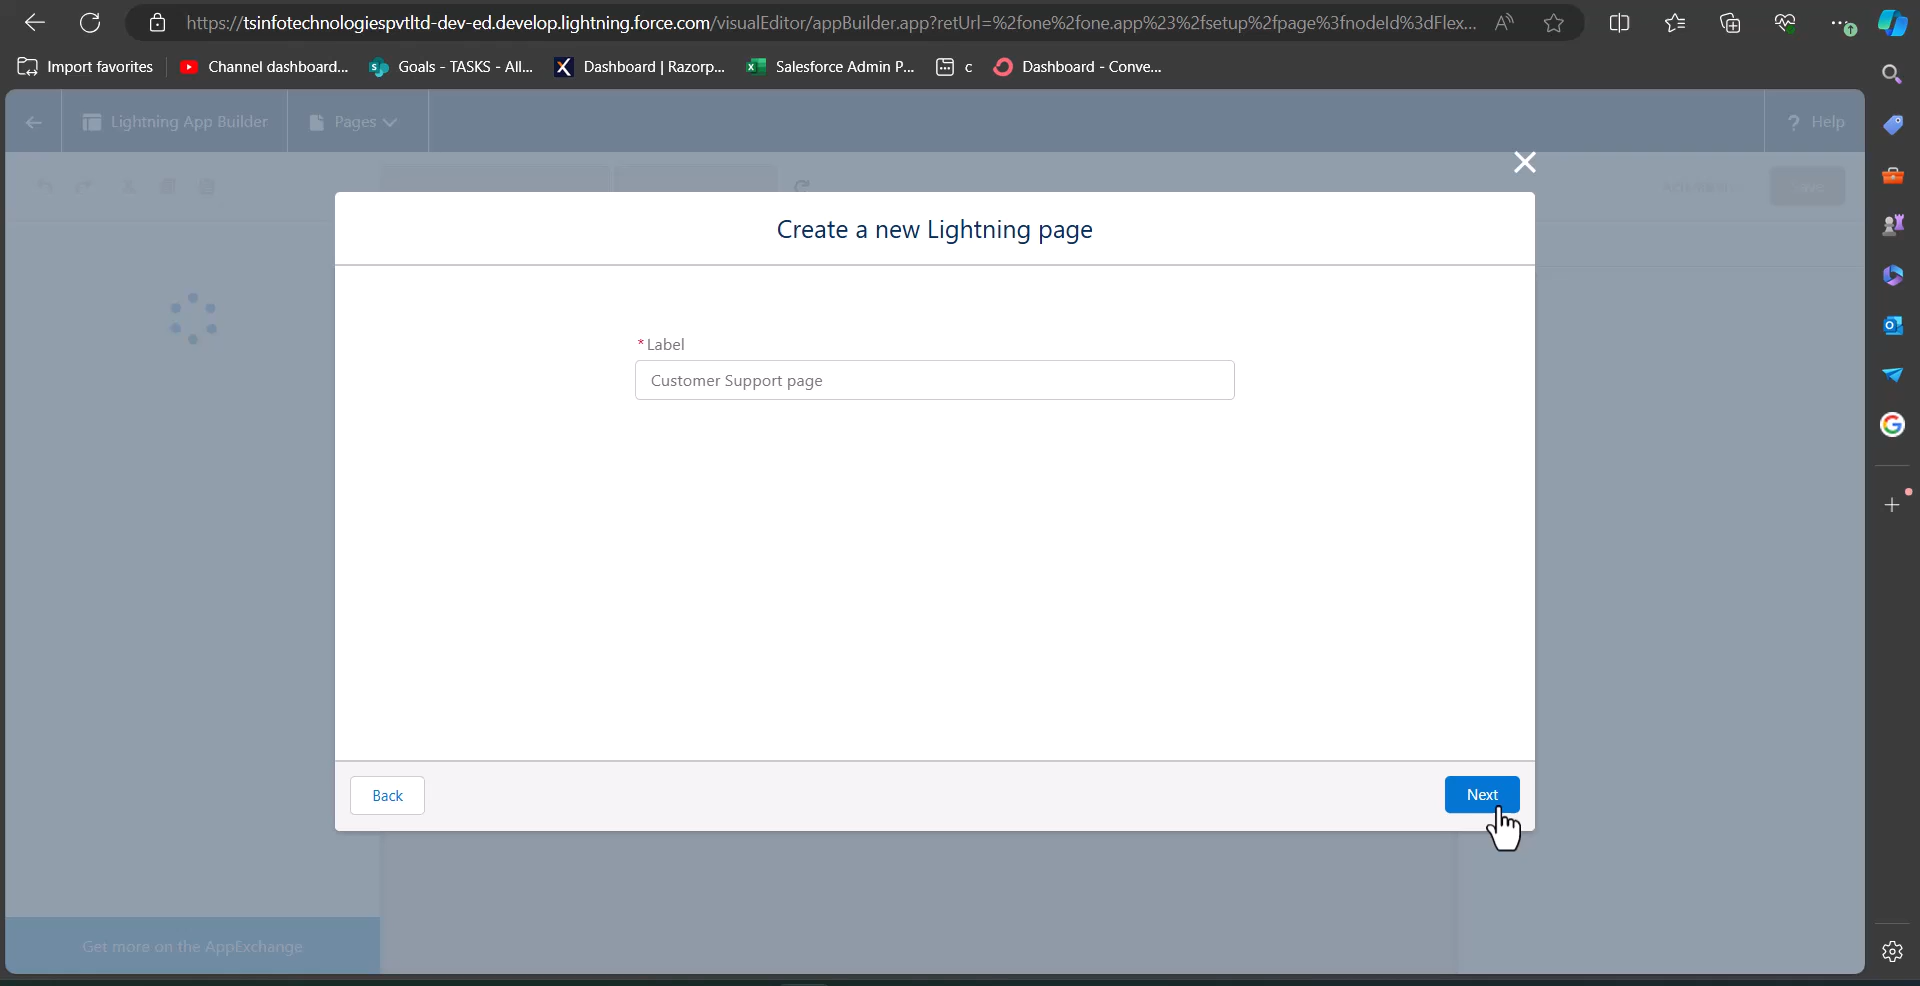 https://tsinfotechnologiespvtltd-dev-ed.develop.lightning.force.com/visualEditor/appBuilder.app?retUrl=%2fone%2fone.app%23%2fsetup%2fpage%3fnodeId%3dFlex...
Import favorites
Channel dashboard...
Goals - TASKS - All...
Dashboard | Razorp...
Salesforce Admin P...
c
Dashboard - Conve...
Lightning App Builder
Pages
? Help
Save
Create a new Lightning page
* Label
Customer Support page
Back
Next
Get more on the AppExchange